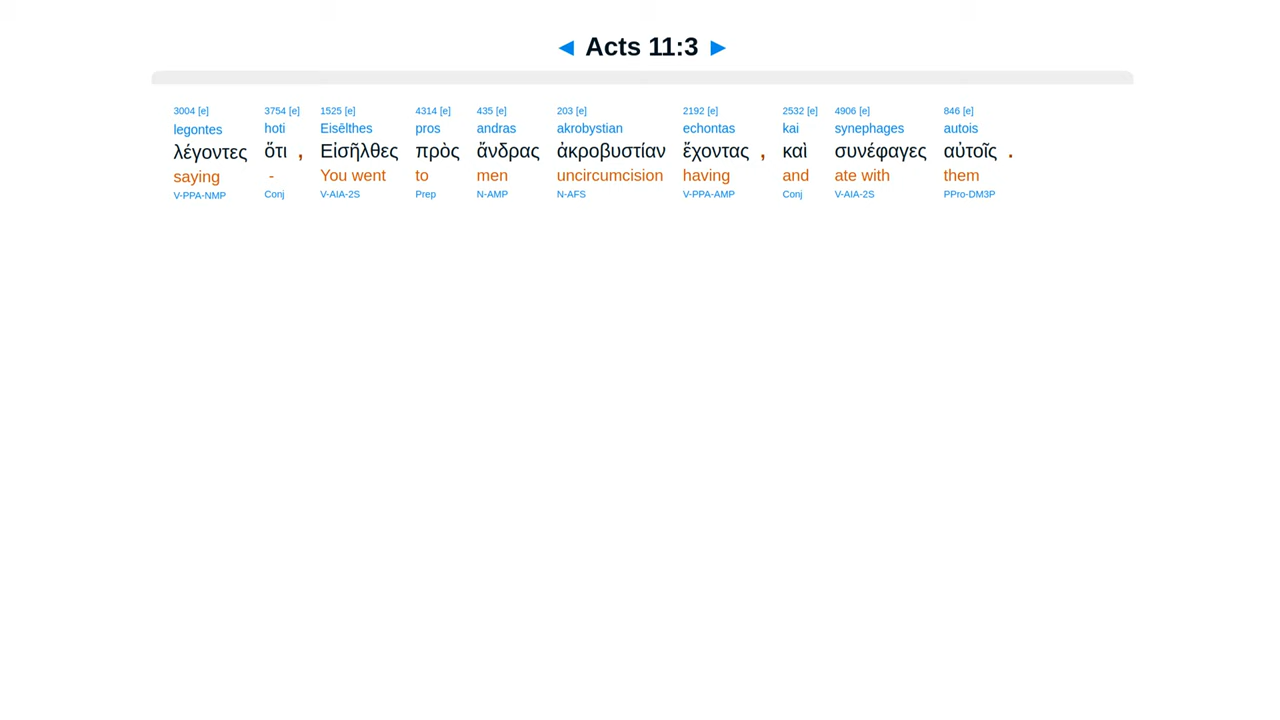 ◄ Acts 11:3 ►
3004 [e] 3754 [e] 1525 [e] 4314 [e] 435 [e] 203 [e] 2192 [e] 2532 [e] 4906 [e] 846 [e]
legontes hoti Eisēlthes pros andras akrobystian echontas kai synephages autois
λέγοντες ὅτι , Εἰσῆλθες πρὸς ἄνδρας ἀκροβυστίαν ἔχοντας , καὶ συνέφαγες αὐτοῖς .
saying - You went to men uncircumcision having and ate with them
V-PPA-NMP Conj V-AIA-2S Prep N-AMP N-AFS V-PPA-AMP Conj V-AIA-2S PPro-DM3P